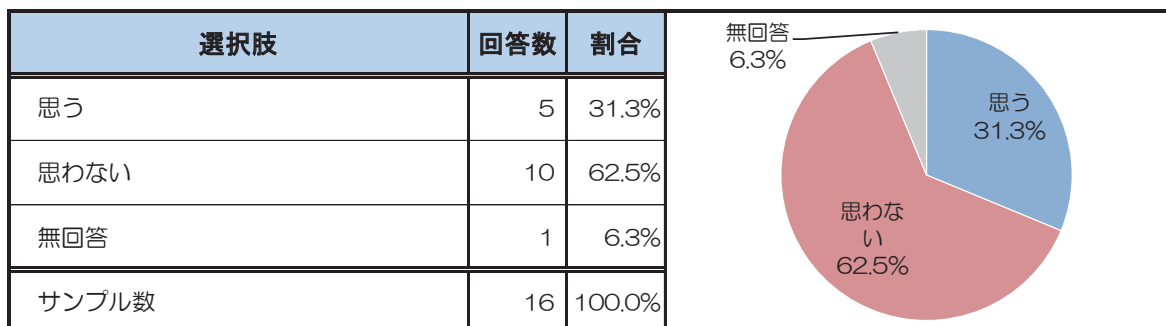 選択肢 回答数 割合
思う 5 31.3%
思わない 10 62.5%
無回答 1 6.3%
サンプル数 16 100.0%
無回答
6.3%
思う
31.3%
思わな
い
62.5%